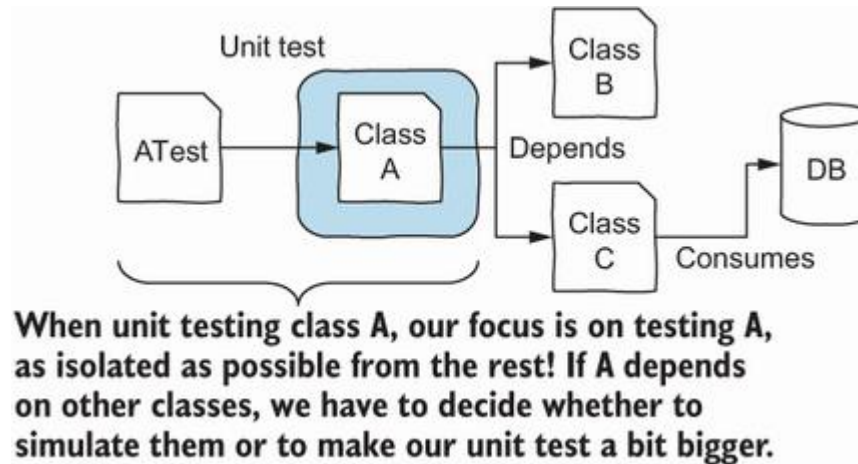 Unit test
Class
B
ATest
Class
A
Depends
DB
Class
C
Consumes
When unit testing class A, our focus is on testing A,
as isolated as possible from the rest! If A depends
on other classes, we have to decide whether to
simulate them or to make our unit test a bit bigger.